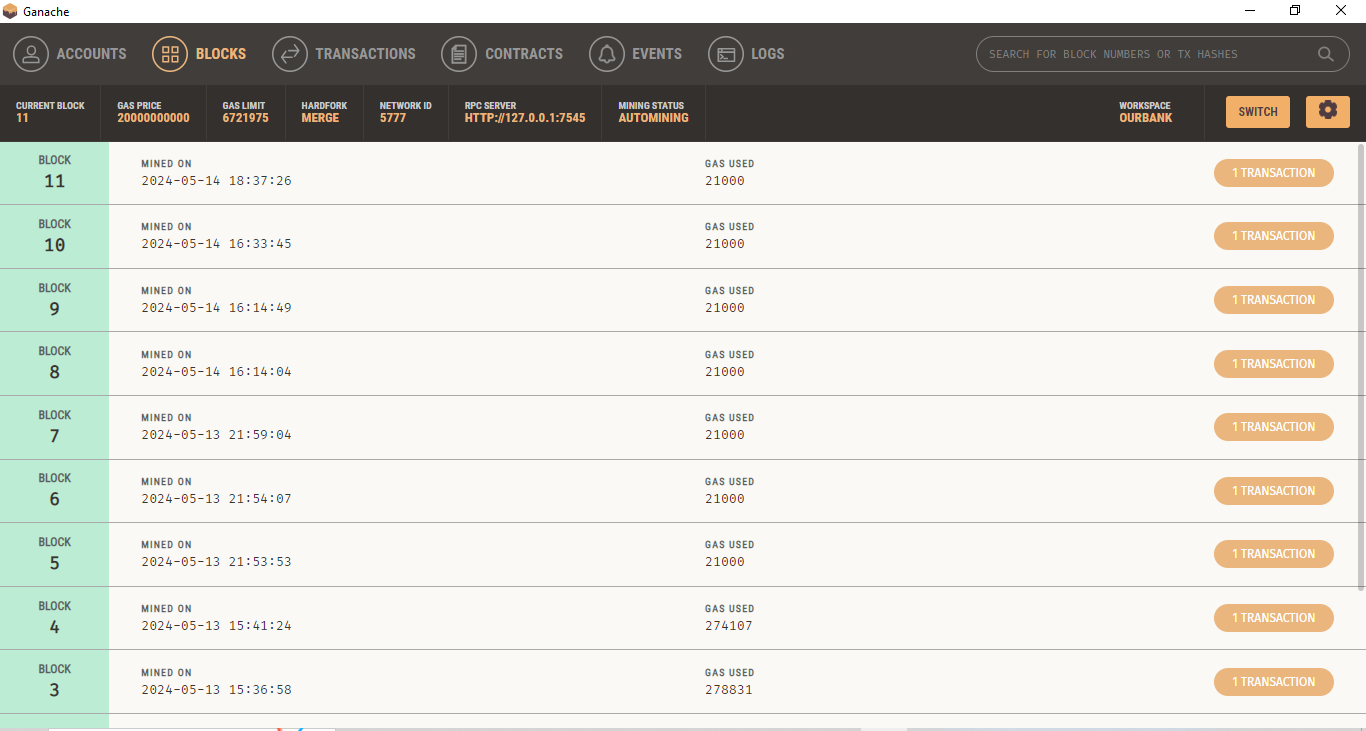 Ganache
ACCOUNTS BLOCKS TRANSACTIONS CONTRACTS EVENTS LOGS SEARCH FOR BLOCK NUMBERS OR TX HASHES
CURRENT BLOCK GAS PRICE GAS LIMIT HARDFORK NETWORK ID RPC SERVER MINING STATUS WORKSPACE
11 20000000000 6721975 MERGE 5777 HTTP://127.0.0.1:7545 AUTOMINING OURBANK SWITCH
BLOCK MINED ON GAS USED
11 2024-05-14 18:37:26 21000 1 TRANSACTION
BLOCK MINED ON GAS USED
10 2024-05-14 16:33:45 21000 1 TRANSACTION
BLOCK MINED ON GAS USED
9 2024-05-14 16:14:49 21000 1 TRANSACTION
BLOCK MINED ON GAS USED
8 2024-05-14 16:14:04 21000 1 TRANSACTION
BLOCK MINED ON GAS USED
7 2024-05-13 21:59:04 21000 1 TRANSACTION
BLOCK MINED ON GAS USED
6 2024-05-13 21:54:07 21000 1 TRANSACTION
BLOCK MINED ON GAS USED
5 2024-05-13 21:53:53 21000 1 TRANSACTION
BLOCK MINED ON GAS USED
4 2024-05-13 15:41:24 274107 1 TRANSACTION
BLOCK MINED ON GAS USED
3 2024-05-13 15:36:58 278831 1 TRANSACTION